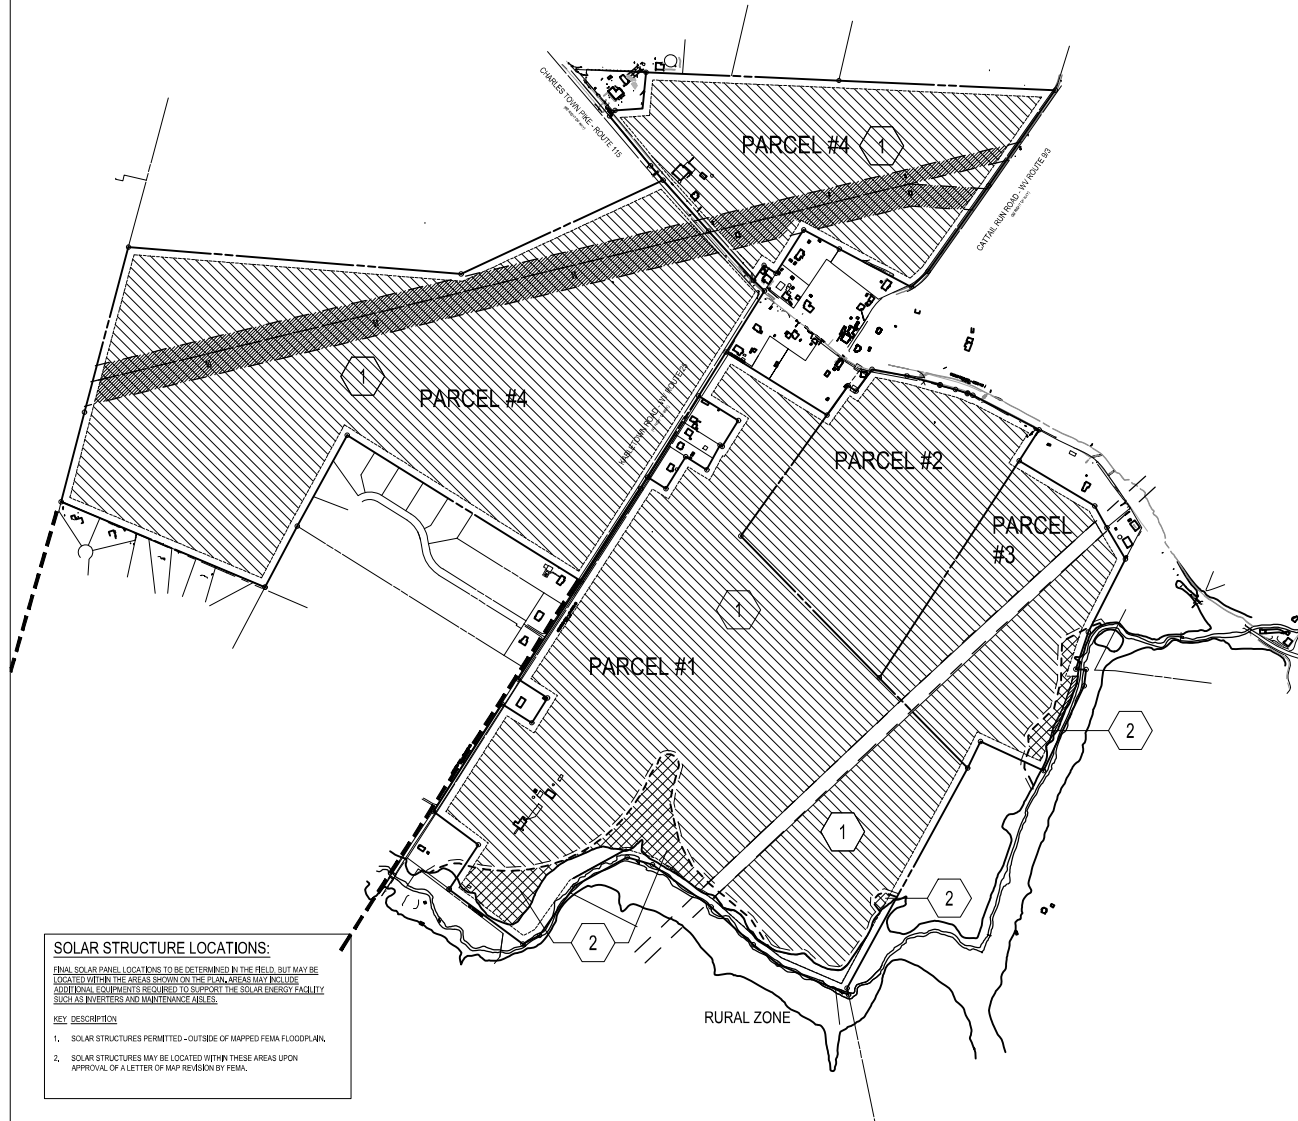 CHARLES TOWN PIKE - ROUTE 115
PARCEL #4
1
CATTAIL RUN ROAD - WV ROUTE 9/3
1
PARCEL #4
KABLETOWN ROAD - WV ROUTE 25
PARCEL #2
PARCEL
#3
1
PARCEL #1
2
1
2
2
RURAL ZONE
SOLAR STRUCTURE LOCATIONS:
FINAL SOLAR PANEL LOCATIONS TO BE DETERMINED IN THE FIELD, BUT MAY BE
LOCATED WITHIN THE AREAS SHOWN ON THE PLAN. AREAS MAY INCLUDE
ADDITIONAL EQUIPMENTS REQUIRED TO SUPPORT THE SOLAR ENERGY FACILITY
SUCH AS INVERTERS AND MAINTENANCE AISLES.
KEY DESCRIPTION
1. SOLAR STRUCTURES PERMITTED - OUTSIDE OF MAPPED FEMA FLOODPLAIN.
2. SOLAR STRUCTURES MAY BE LOCATED WITHIN THESE AREAS UPON
APPROVAL OF A LETTER OF MAP REVISION BY FEMA.